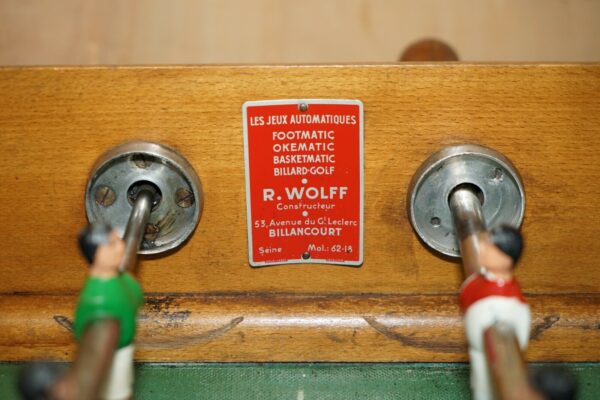 LES JEUX AUTOMATIQUES
FOOTMATIC
OKEMATIC
BASKETMATIC
BILLARD-GOLF
R. WOLFF
Constructeur
53, Avenue du Gl Leclerc
BILLANCOURT
Seine Mol.: 62-13